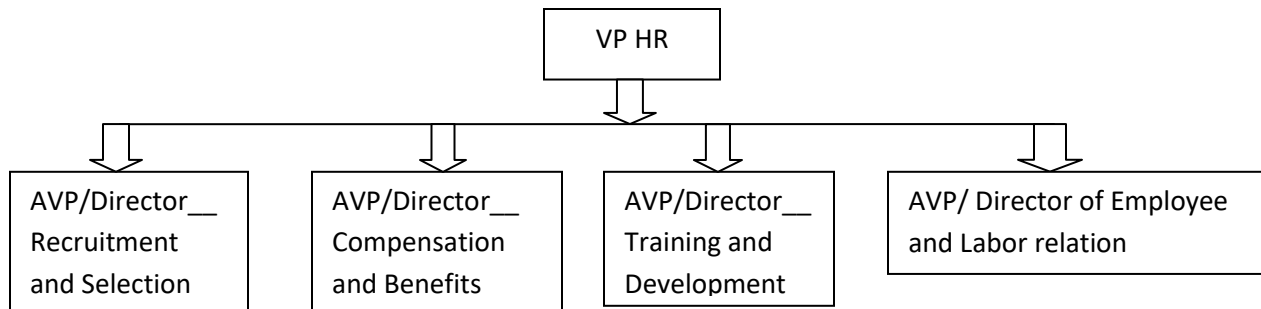 VP HR
AVP/Director__
Recruitment
and Selection
AVP/Director__
Compensation
and Benefits
AVP/Director__
Training and
Development
AVP/ Director of Employee
and Labor relation